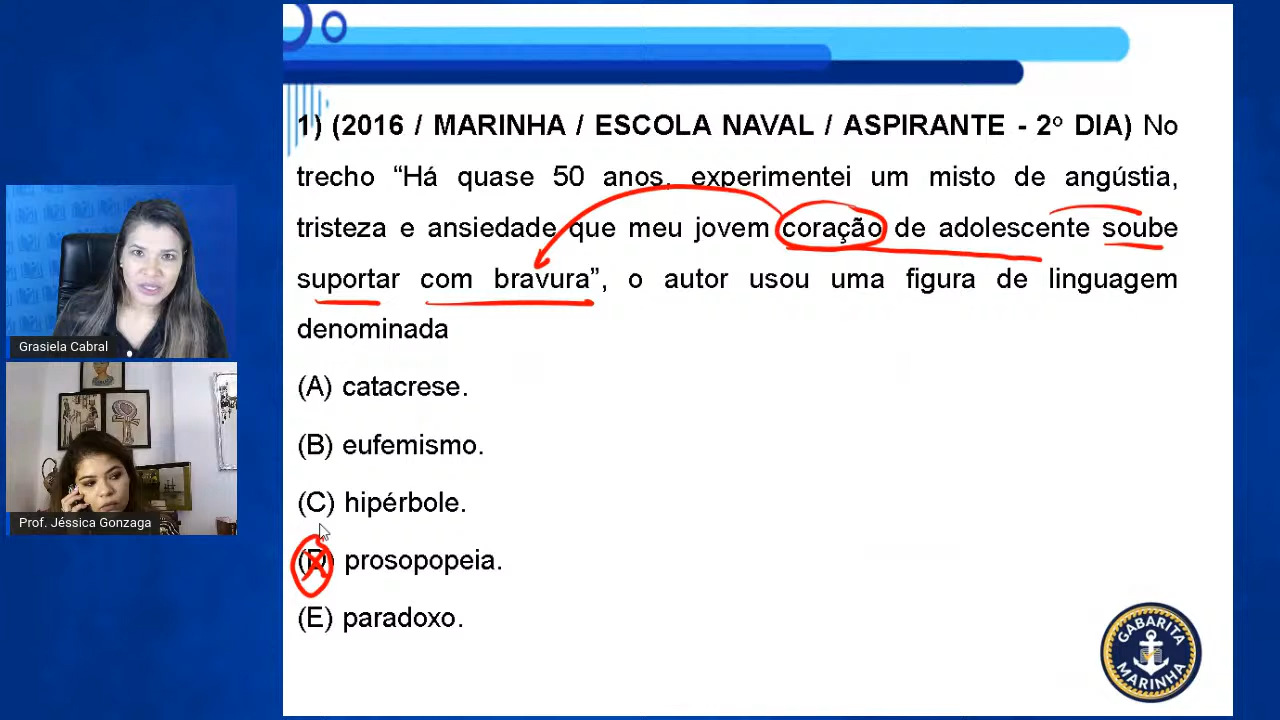 1) (2016 / MARINHA / ESCOLA NAVAL / ASPIRANTE - 2º DIA) No
trecho “Há quase 50 anos, experimentei um misto de angústia,
tristeza e ansiedade que meu jovem coração de adolescente soube
suportar com bravura”, o autor usou uma figura de linguagem
denominada
(A) catacrese.
(B) eufemismo.
(C) hipérbole.
(D) prosopopeia.
(E) paradoxo.
Grasiela Cabral
Prof. Jéssica Gonzaga
GABARITA
MARINHA